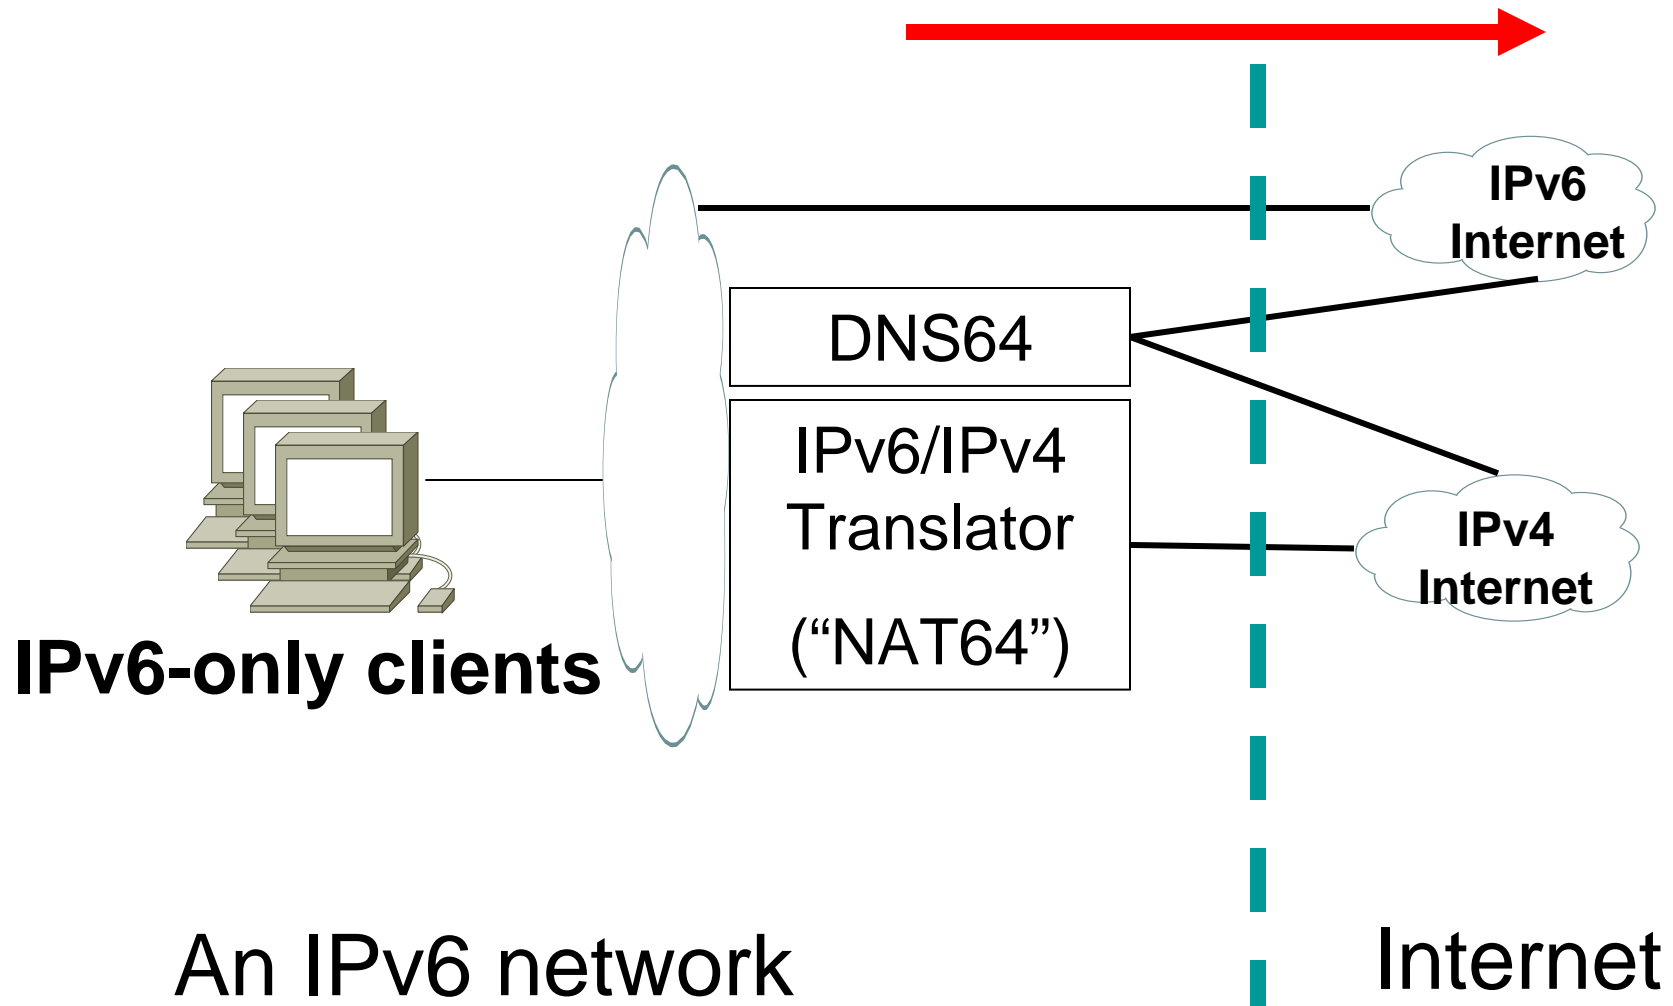 IPv6
Internet
DNS64
IPv6/IPv4
Translator
(“NAT64”)
IPv4
Internet
IPv6-only clients
An IPv6 network
Internet